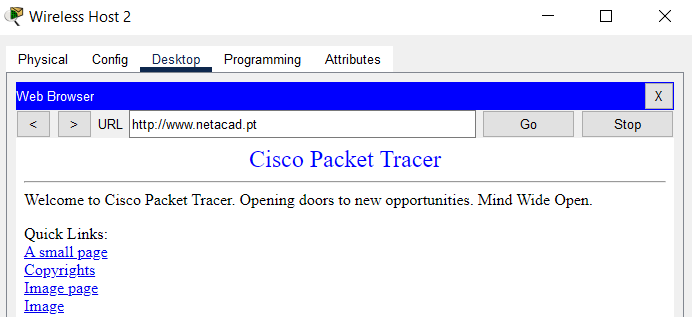 Wireless Host 2
Physical Config Desktop Programming Attributes
Web Browser X
< > URL http://www.netacad.pt Go Stop
Cisco Packet Tracer
Welcome to Cisco Packet Tracer. Opening doors to new opportunities. Mind Wide Open.
Quick Links:
A small page
Copyrights
Image page
Image